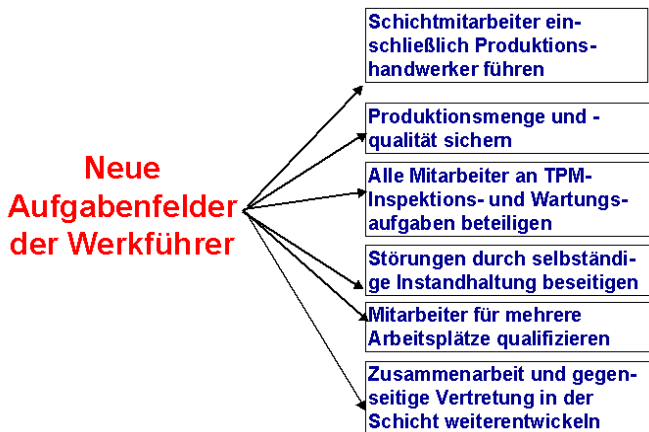 Neue
Aufgabenfelder
der Werkführer
Schichtmitarbeiter ein-
schließlich Produktions-
handwerker führen
Produktionsmenge und -
qualität sichern
Alle Mitarbeiter an TPM-
Inspektions- und Wartungs-
aufgaben beteiligen
Störungen durch selbständi-
ge Instandhaltung beseitigen
Mitarbeiter für mehrere
Arbeitsplätze qualifizieren
Zusammenarbeit und gegen-
seitige Vertretung in der
Schicht weiterentwickeln